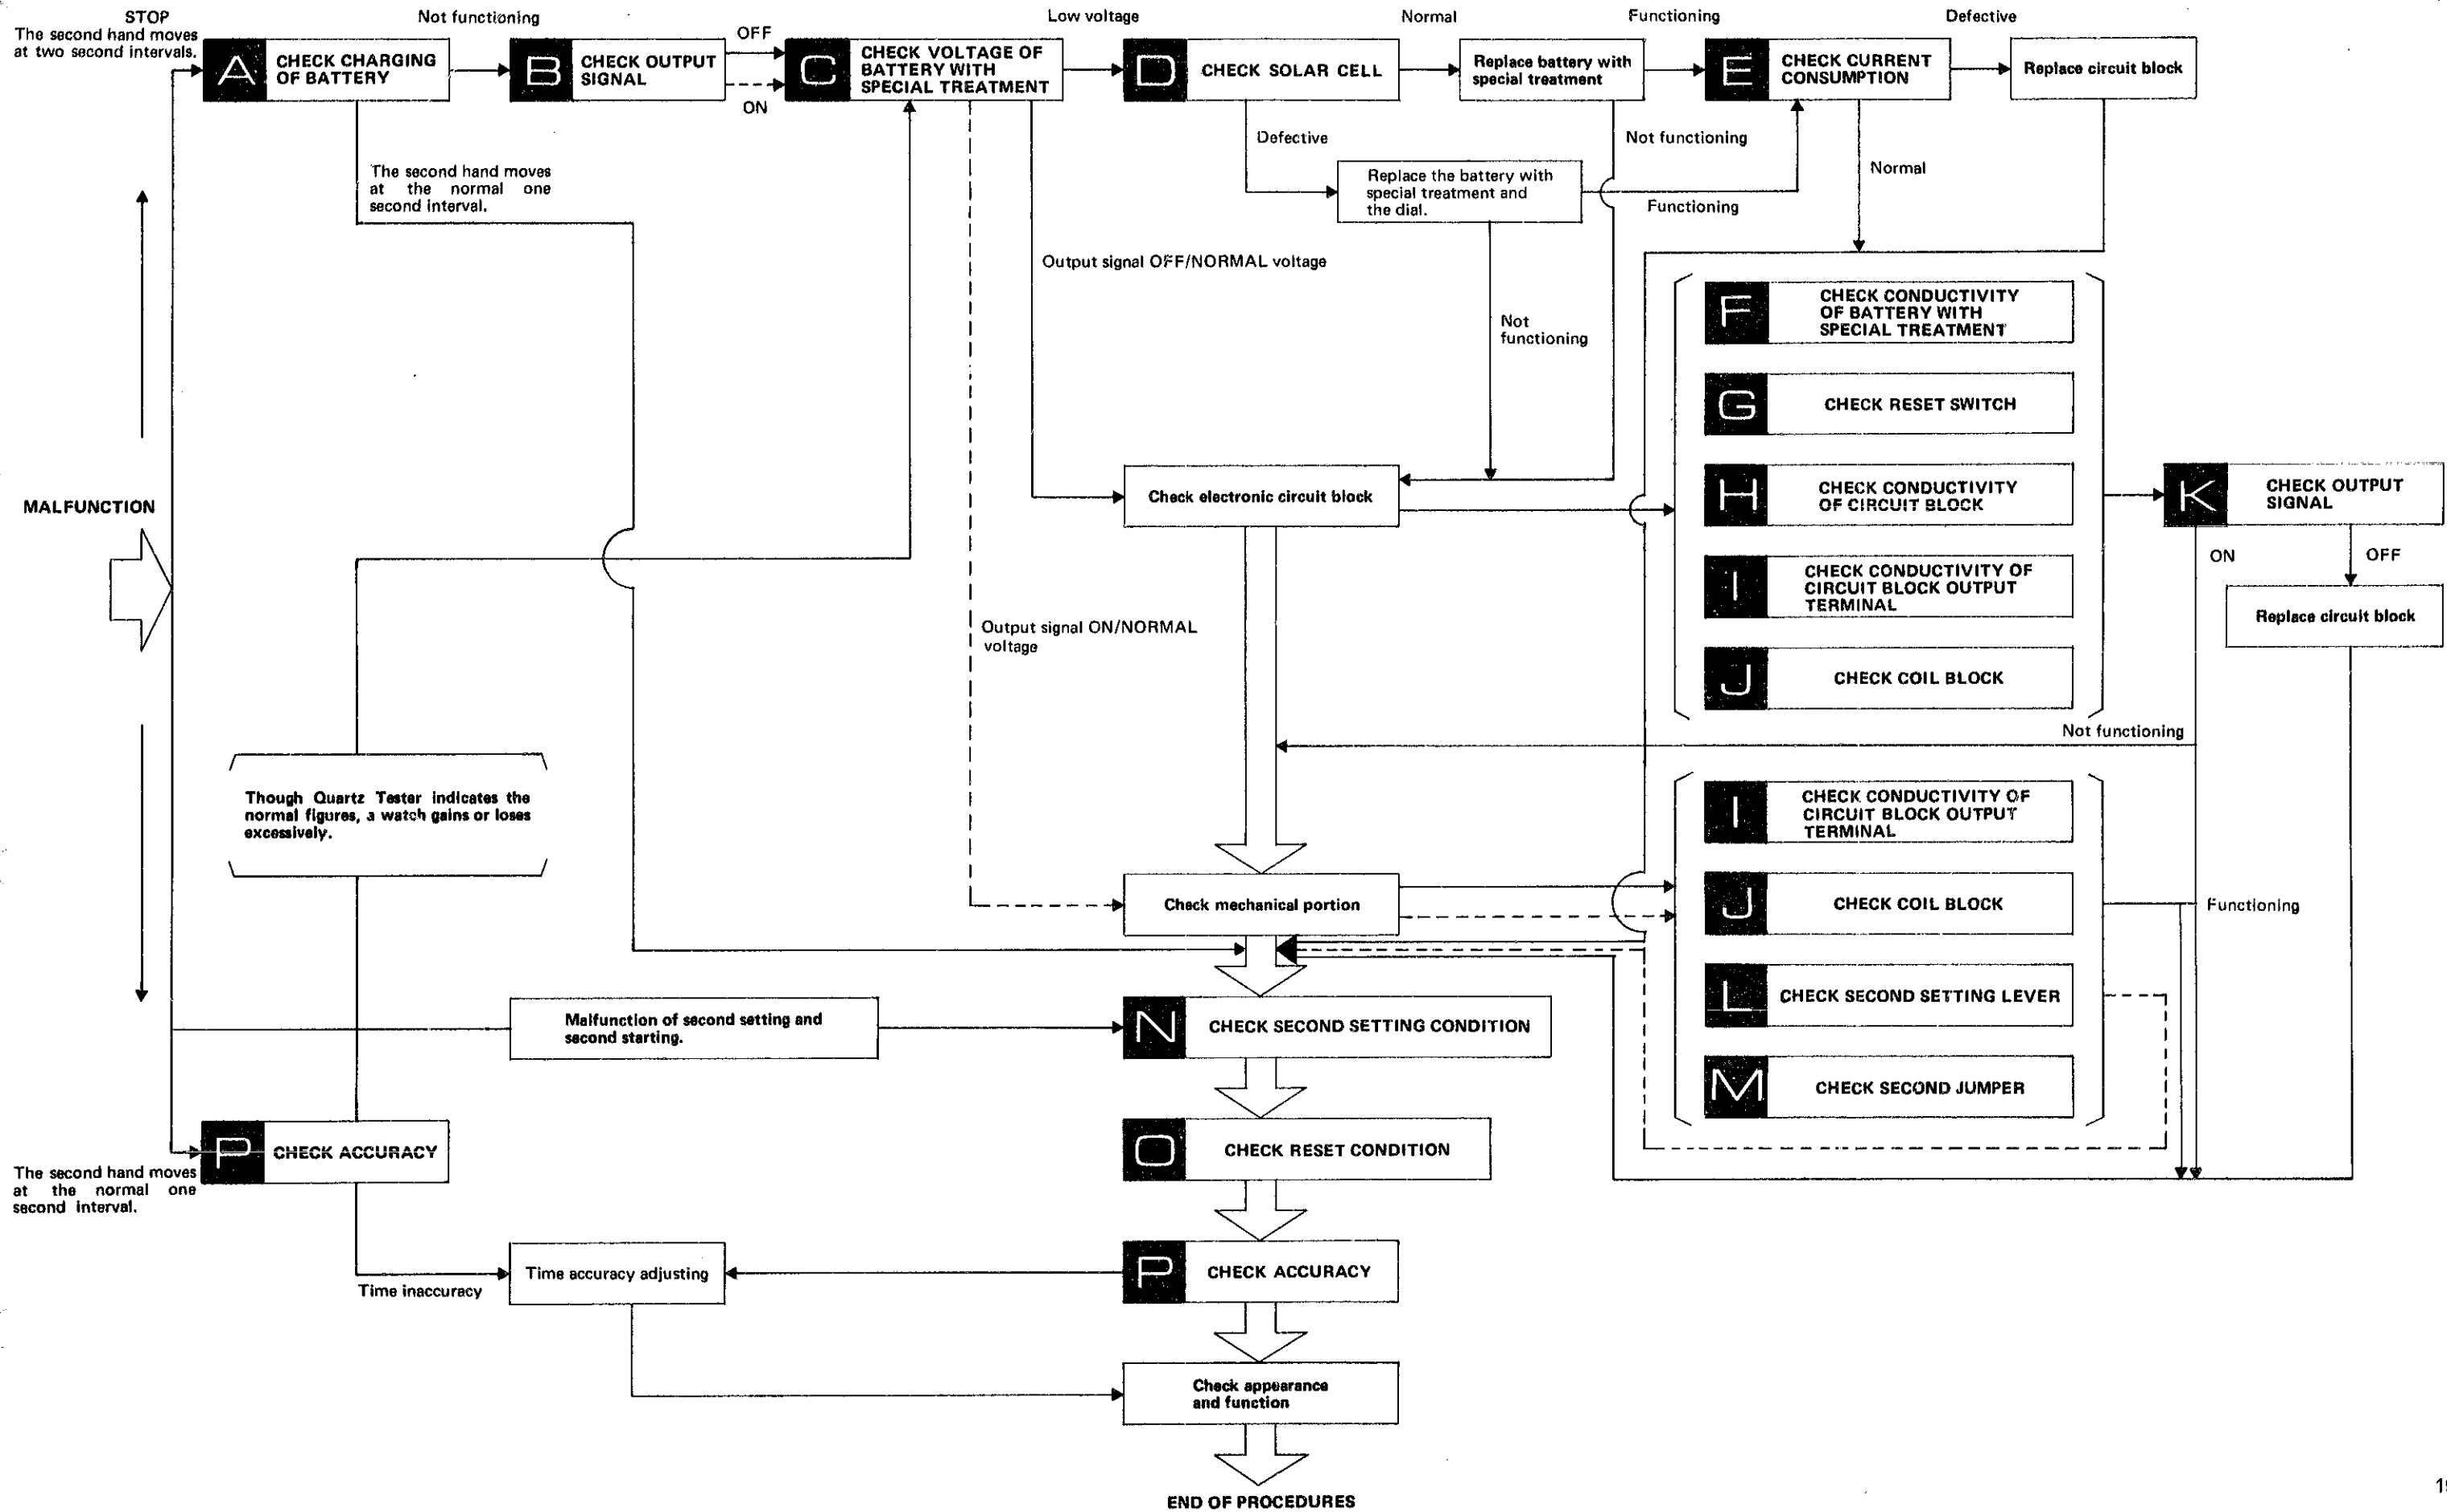 STOP
The second hand moves
at two second intervals.
Not functioning
OFF
ON
Low voltage
Normal
Functioning
Defective
A CHECK CHARGING
OF BATTERY
B CHECK OUTPUT
SIGNAL
C CHECK VOLTAGE OF
BATTERY WITH
SPECIAL TREATMENT
D CHECK SOLAR CELL
Replace battery with
special treatment
E CHECK CURRENT
CONSUMPTION
Replace circuit block
The second hand moves
at the normal one
second interval.
Defective
Replace the battery with
special treatment and
the dial.
Not functioning
Functioning
Normal
Output signal OFF/NORMAL voltage
Not
functioning
F CHECK CONDUCTIVITY
OF BATTERY WITH
SPECIAL TREATMENT
G CHECK RESET SWITCH
MALFUNCTION
Check electronic circuit block
H CHECK CONDUCTIVITY
OF CIRCUIT BLOCK
K CHECK OUTPUT
SIGNAL
ON
OFF
I CHECK CONDUCTIVITY OF
CIRCUIT BLOCK OUTPUT
TERMINAL
Replace circuit block
Output signal ON/NORMAL
voltage
J CHECK COIL BLOCK
Not functioning
Though Quartz Tester indicates the
normal figures, a watch gains or loses
excessively.
I CHECK CONDUCTIVITY OF
CIRCUIT BLOCK OUTPUT
TERMINAL
Check mechanical portion
J CHECK COIL BLOCK
Functioning
L CHECK SECOND SETTING LEVER
Malfunction of second setting and
second starting.
N CHECK SECOND SETTING CONDITION
M CHECK SECOND JUMPER
P CHECK ACCURACY
The second hand moves
at the normal one
second interval.
O CHECK RESET CONDITION
Time inaccuracy
Time accuracy adjusting
P CHECK ACCURACY
Check appearance
and function
END OF PROCEDURES